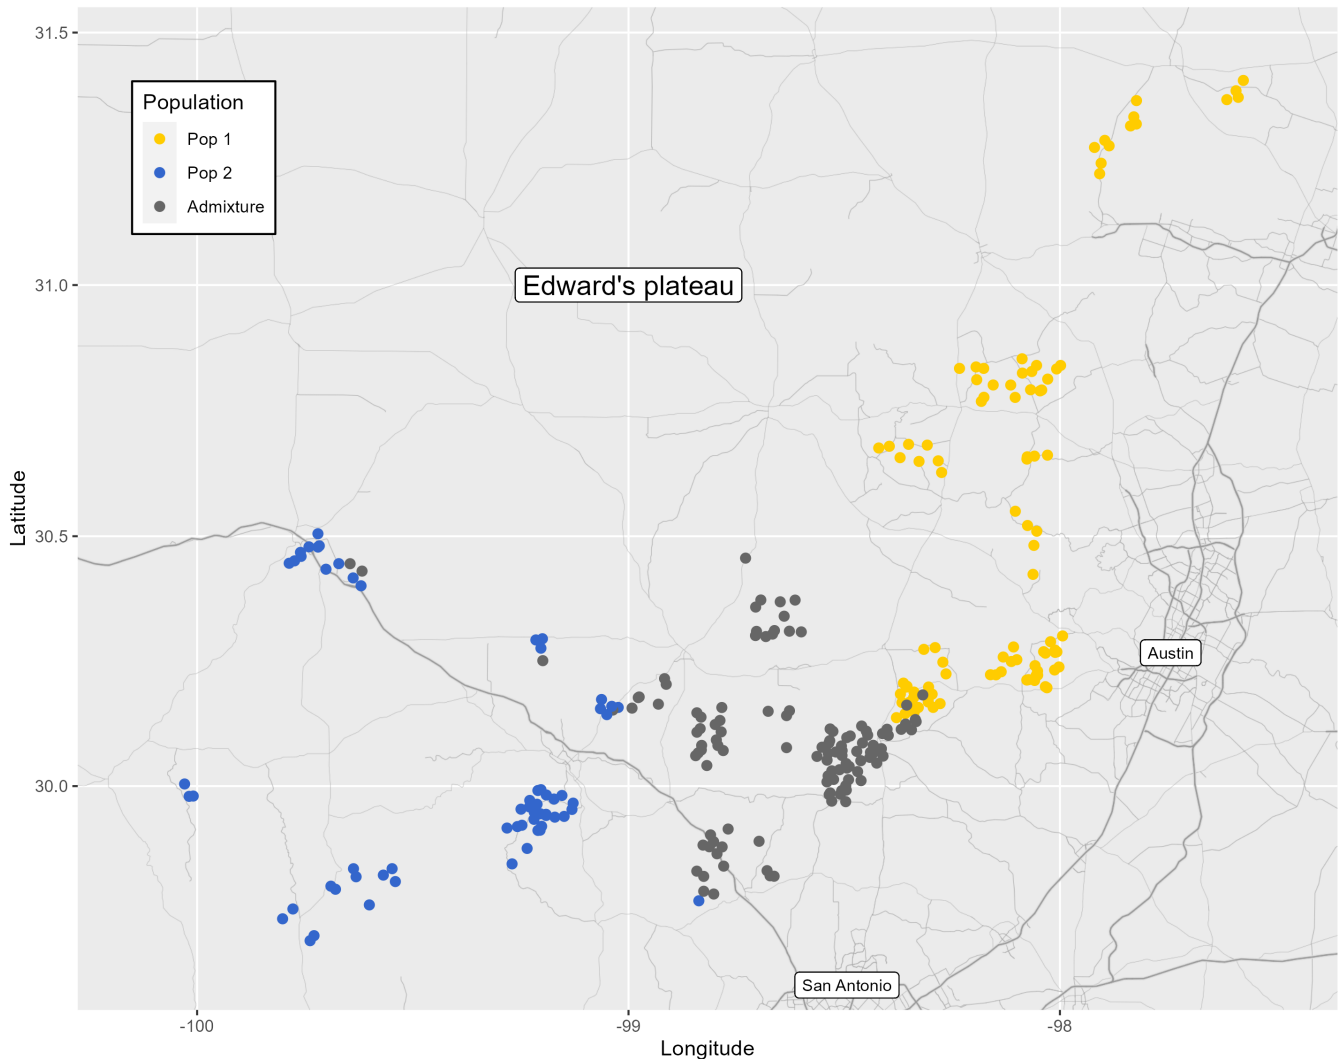 31.5
Population
Pop 1
Pop 2
Admixture
Edward's plateau
31.0
Latitude
30.5
Austin
30.0
San Antonio
-100
-99
-98
Longitude